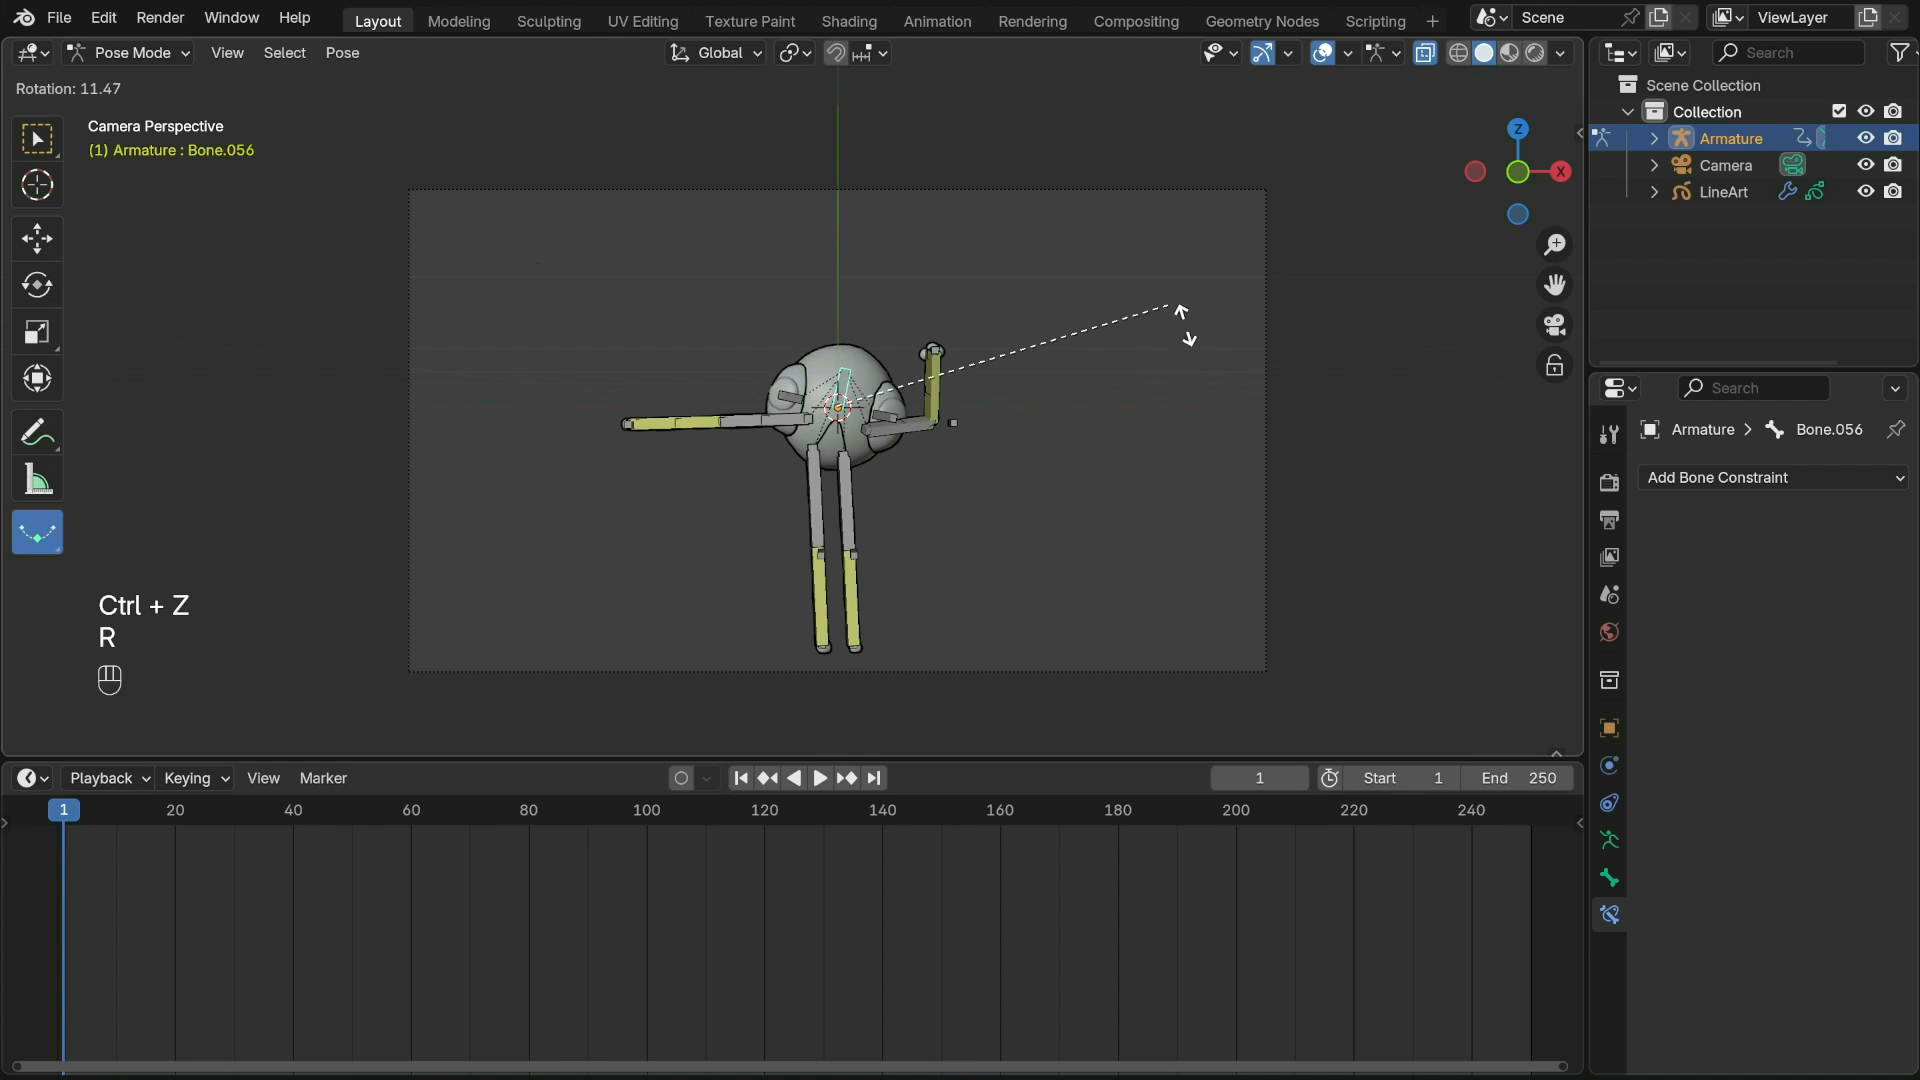 File Edit Render Window Help Layout Modeling Sculpting UV Editing Texture Paint Shading Animation Rendering Compositing Geometry Nodes Scripting + Scene ViewLayer
Pose Mode View Select Pose Global Search
Rotation: 11.47
Scene Collection
Camera Perspective
Collection
(1) Armature : Bone.056
Armature
Camera
LineArt
Z
X
Search
Armature > Bone.056
Add Bone Constraint
Ctrl + Z
R
Playback Keying View Marker 1 Start 1 End 250
1 20 40 60 80 100 120 140 160 180 200 220 240